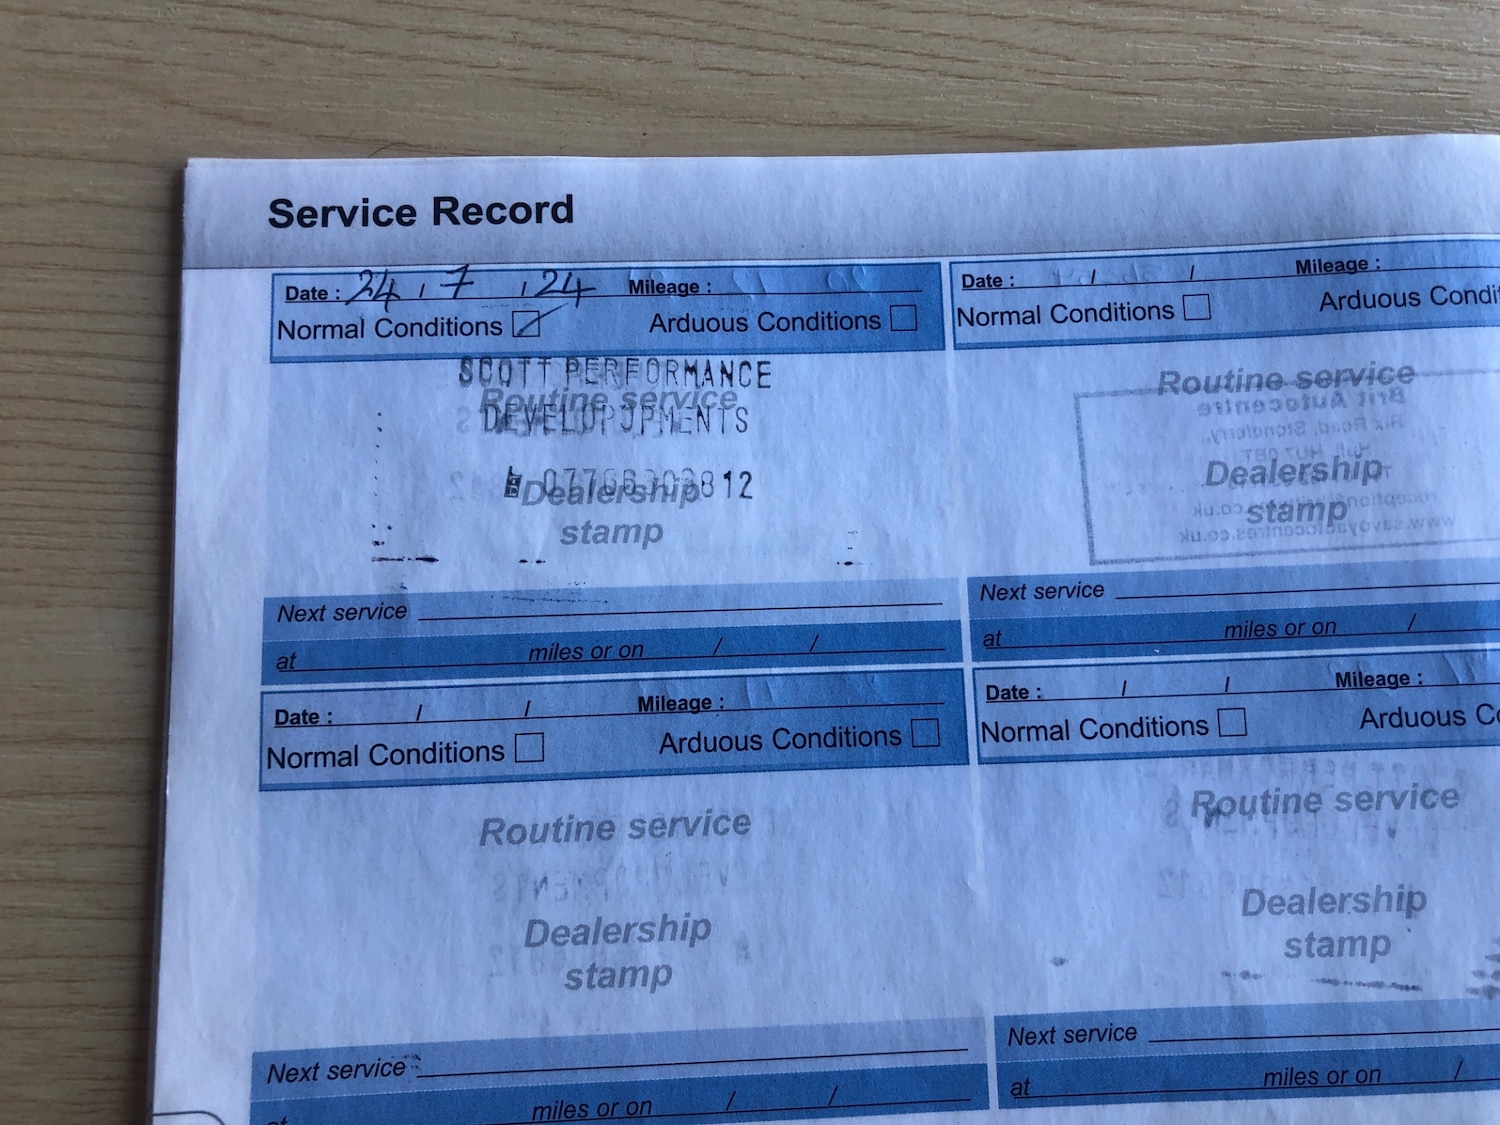 Service Record
Date : 24 / 7 / 24 Mileage :
Normal Conditions Arduous Conditions
SCOTT PERFORMANCE
Routine service
DEVELOPOPMENTS
Dealership
812
stamp
Next service
at miles or on / /
Date : / / Mileage :
Normal Conditions Arduous
Routine service
Dealership
stamp
Next service
at miles or on /
Date : / / Mileage :
Normal Conditions Arduous Conditions
Routine service
Dealership
stamp
Next service
miles or on / /
Date : / / Mileage :
Normal Conditions Arduous
Routine service
Dealership
stamp
Next service
at miles or on /